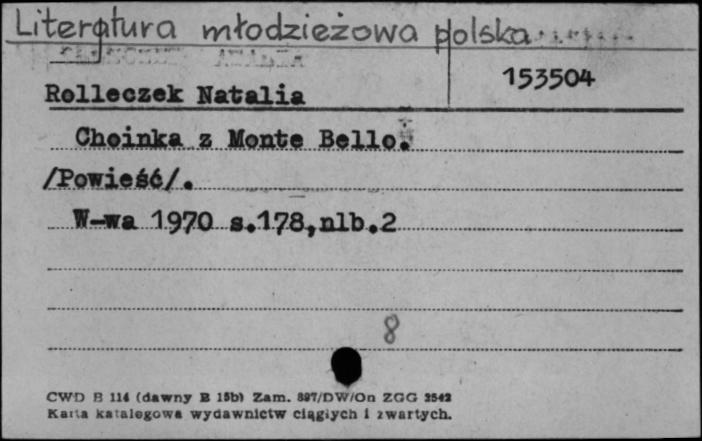 Literatura młodzieżowa polska
153504
Rolleczek Natalia
Choinka z Monte Bello.
/Powieść/.
W-wa 1970 s.178,nlb.2
8
CWD B 114 (dawny B 15b) Zam. 897/DW/On ZGG 2542
Karta katalogowa wydawnictw ciągłych i zwartych.